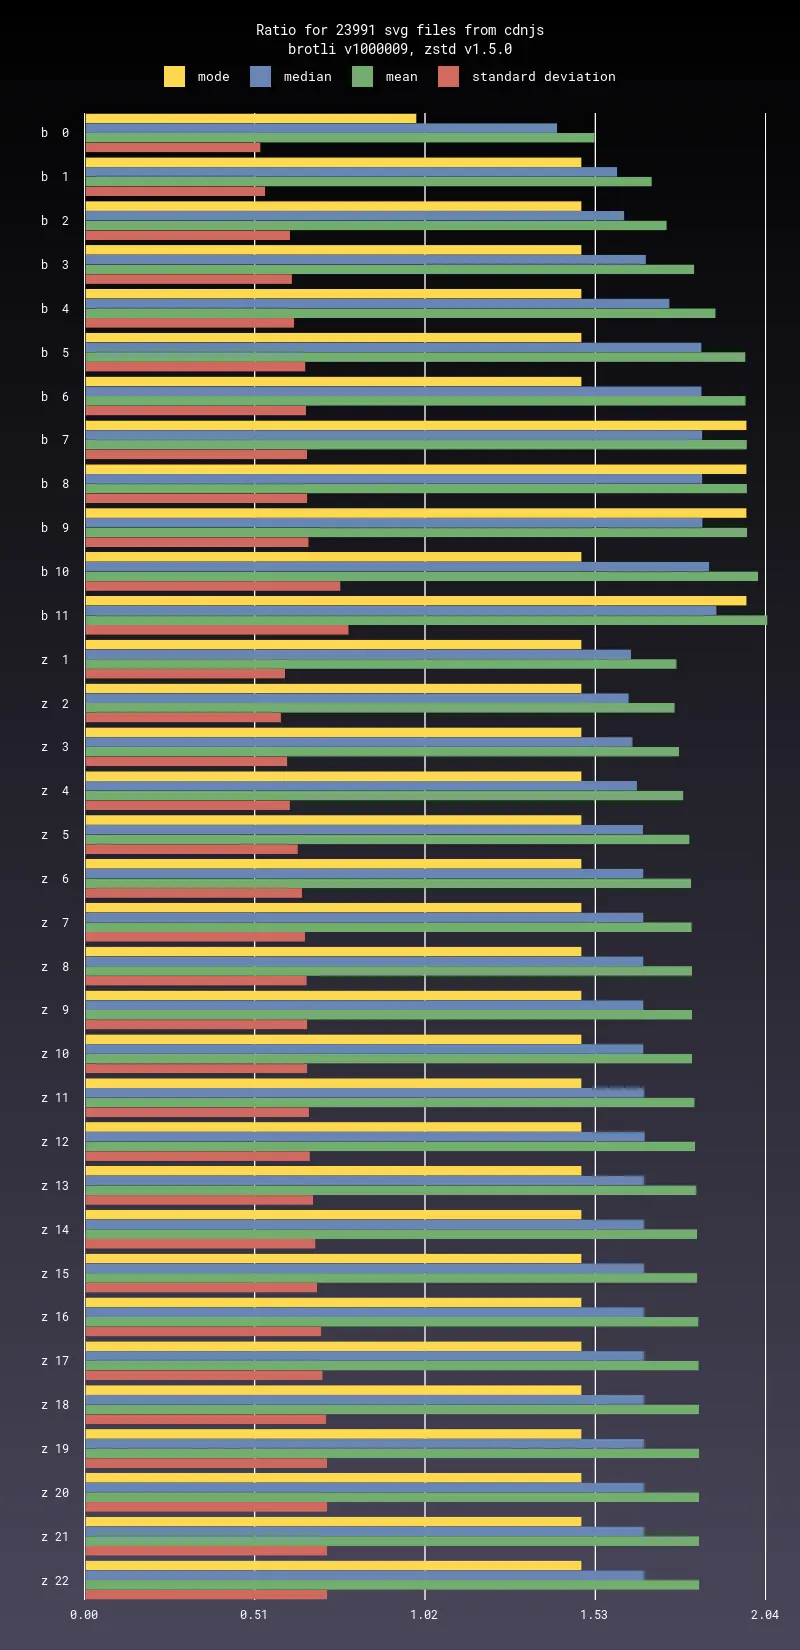 Ratio for 23991 svg files from cdnjs
brotli v1000009, zstd v1.5.0
mode median mean standard deviation
b 0
b 1
b 2
b 3
b 4
b 5
b 6
b 7
b 8
b 9
b 10
b 11
z 1
z 2
z 3
z 4
z 5
z 6
z 7
z 8
z 9
z 10
z 11
z 12
z 13
z 14
z 15
z 16
z 17
z 18
z 19
z 20
z 21
z 22
0.00 0.51 1.02 1.53 2.04